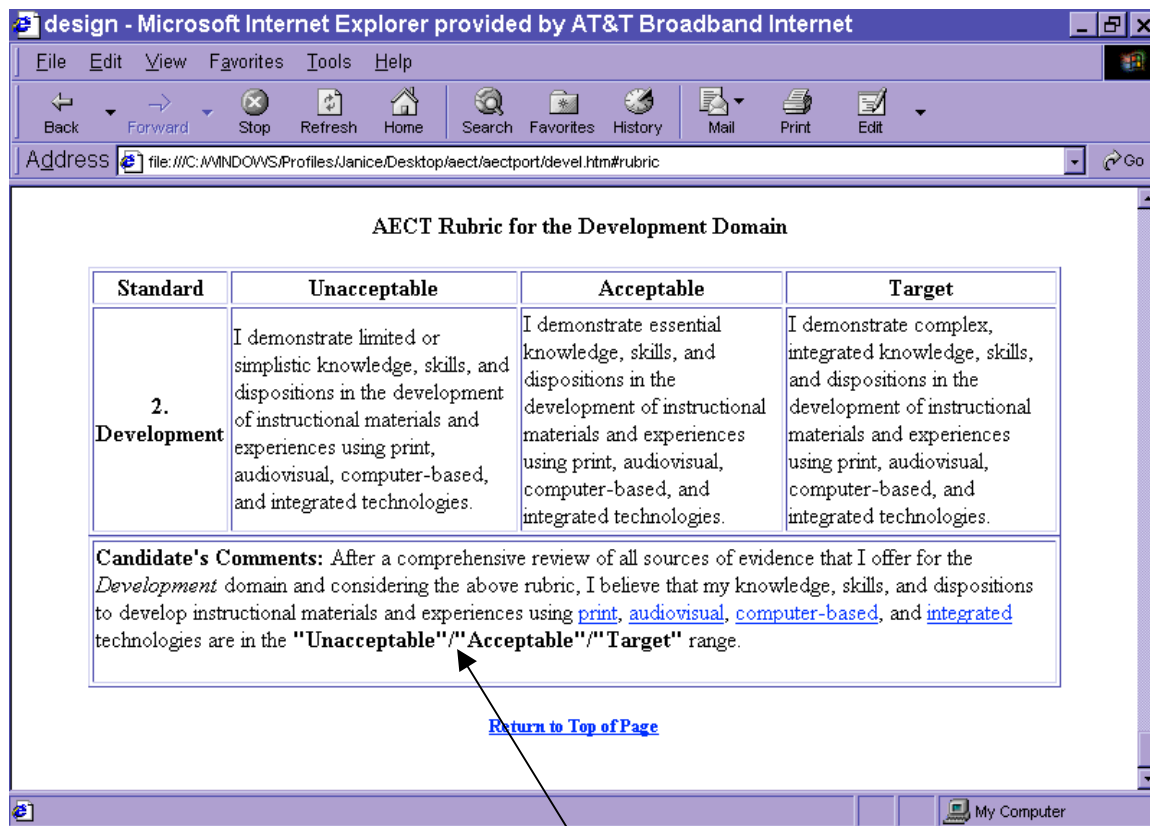 design - Microsoft Internet Explorer provided by AT&T Broadband Internet
File Edit View Favorites Tools Help
Back Forward Stop Refresh Home Search Favorites History Mail Print Edit
Address file:///C:/WINDOWS/Profiles/Janice/Desktop/aect/aectport/devel.htm#rubric Go
AECT Rubric for the Development Domain
Standard Unacceptable Acceptable Target
2.
Development
I demonstrate limited or
simplistic knowledge, skills, and
dispositions in the development
of instructional materials and
experiences using print,
audiovisual, computer-based,
and integrated technologies.
I demonstrate essential
knowledge, skills, and
dispositions in the
development of instructional
materials and experiences
using print, audiovisual,
computer-based, and
integrated technologies.
I demonstrate complex,
integrated knowledge, skills,
and dispositions in the
development of instructional
materials and experiences
using print, audiovisual,
computer-based, and
integrated technologies.
Candidate's Comments: After a comprehensive review of all sources of evidence that I offer for the
Development domain and considering the above rubric, I believe that my knowledge, skills, and dispositions
to develop instructional materials and experiences using print, audiovisual, computer-based, and integrated
technologies are in the "Unacceptable"/"Acceptable"/"Target" range.
Return to Top of Page
My Computer